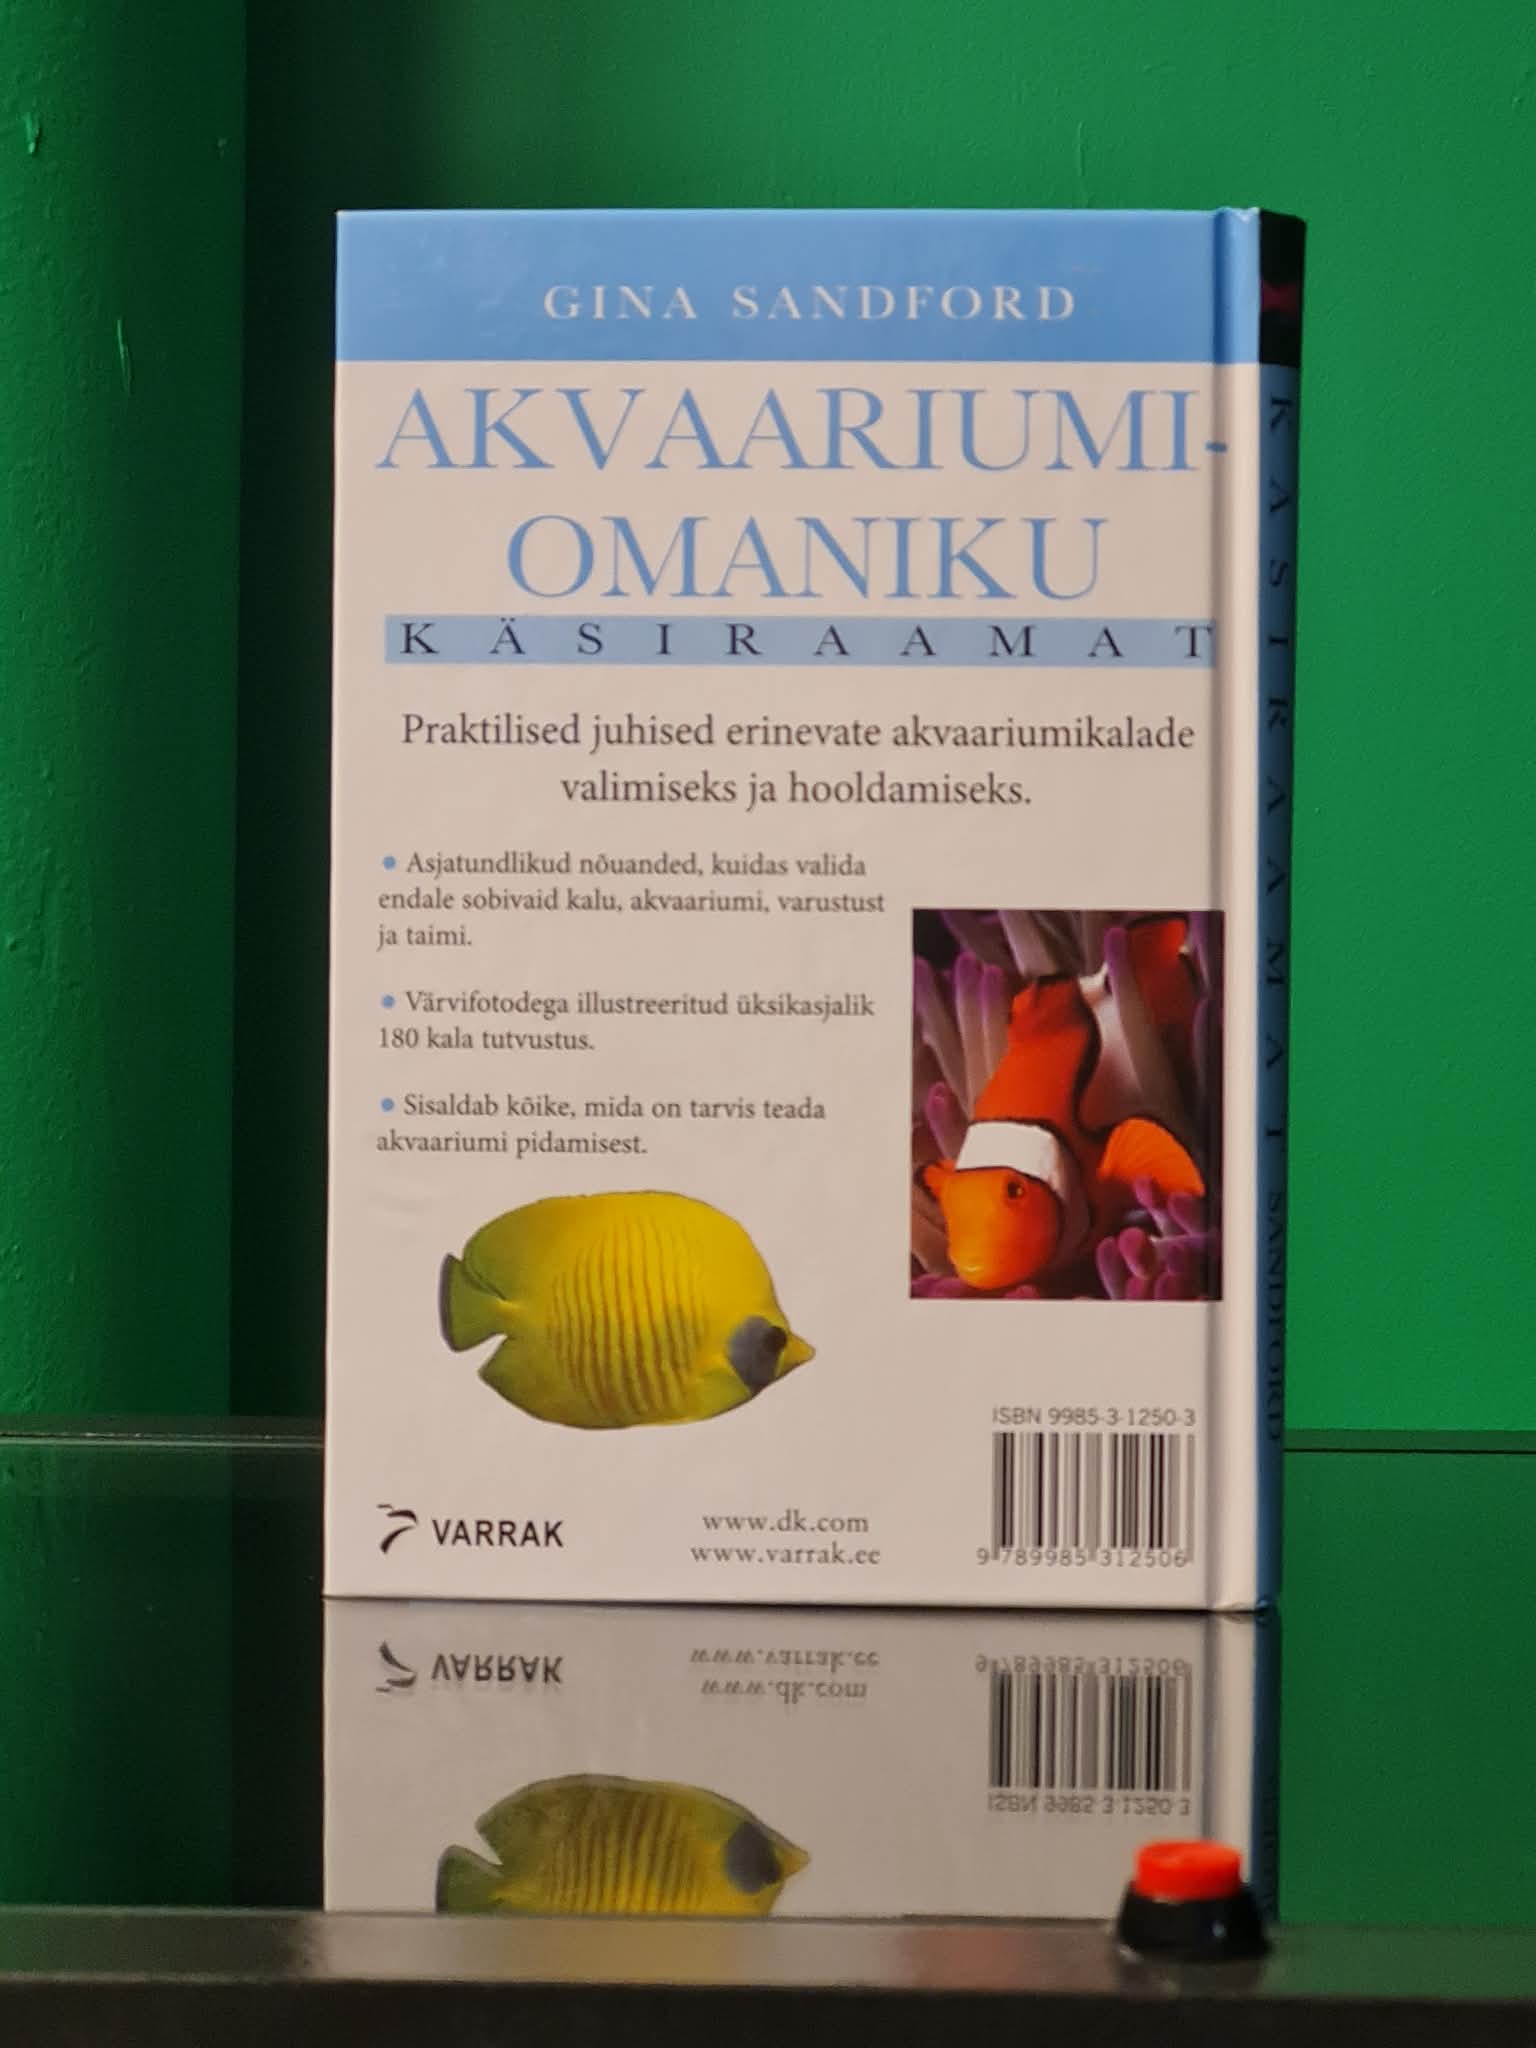 GINA SANDFORD
AKVAARIUMI-
OMANIKU
KÄSIRAAMAT
Praktilised juhised erinevate akvaariumikalade
valimiseks ja hooldamiseks.
• Asjatundlikud nõuanded, kuidas valida
endale sobivaid kalu, akvaariumi, varustust
ja taimi.
• Värvifotodega illustreeritud üksikasjalik
180 kala tutvustus.
• Sisaldab kõike, mida on tarvis teada
akvaariumi pidamisest.
ISBN 9985-3-1250-3
9 789985 312506
VARRAK
www.dk.com
www.varrak.ee
KÄSIRAAMAT SANDFORD